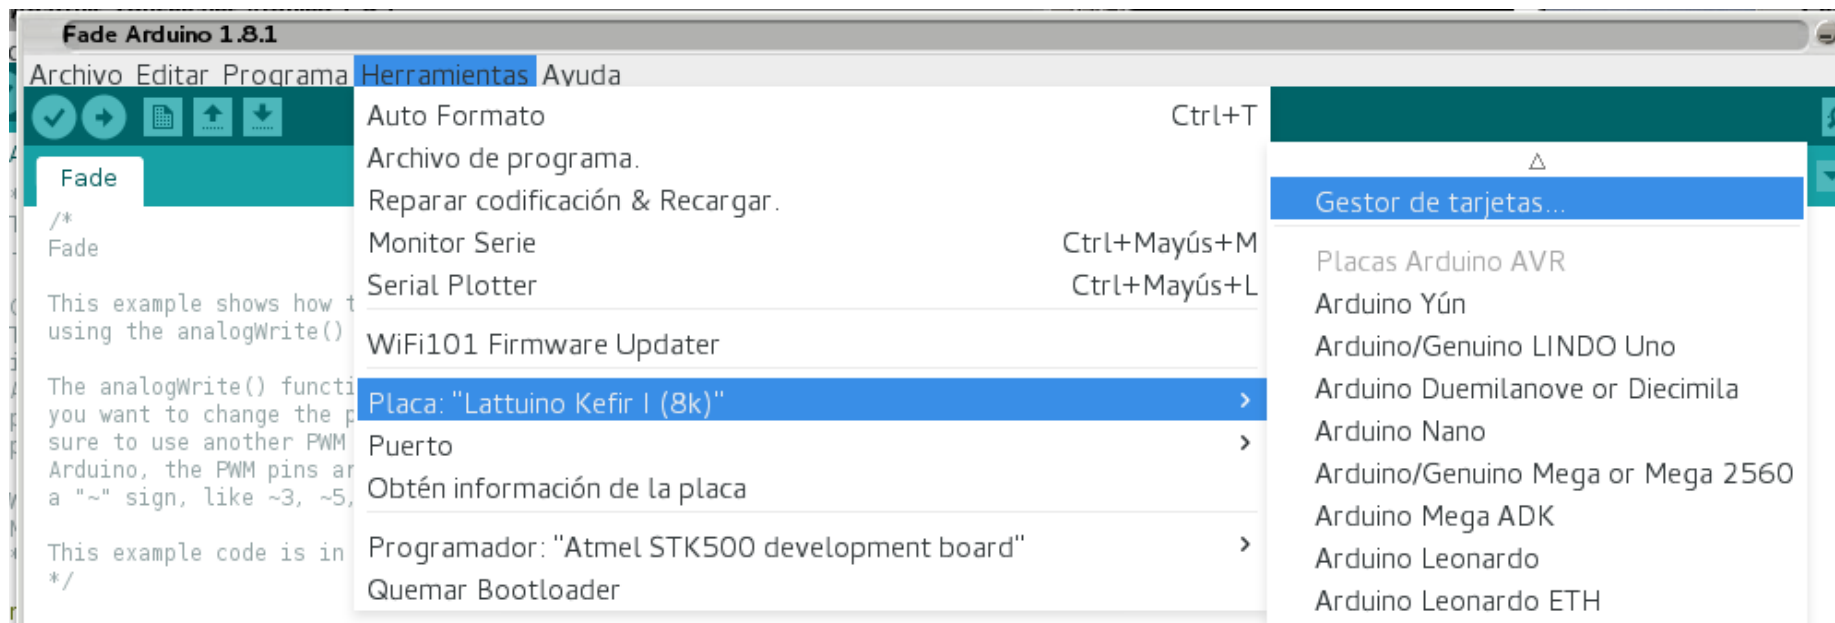 Fade Arduino 1.8.1
Archivo Editar Programa Herramientas Ayuda
Auto Formato Ctrl+T
Archivo de programa.
Reparar codificación & Recargar.
Monitor Serie Ctrl+Mayús+M
Serial Plotter Ctrl+Mayús+L
WiFi101 Firmware Updater
Placa: "Lattuino Kefir I (8k)"
Puerto
Obtén información de la placa
Programador: "Atmel STK500 development board"
Quemar Bootloader
Gestor de tarjetas...
Placas Arduino AVR
Arduino Yún
Arduino/Genuino LINDO Uno
Arduino Duemilanove or Diecimila
Arduino Nano
Arduino/Genuino Mega or Mega 2560
Arduino Mega ADK
Arduino Leonardo
Arduino Leonardo ETH
Fade
/*
Fade
This example shows how t
using the analogWrite()
The analogWrite() functi
you want to change the p
sure to use another PWM
Arduino, the PWM pins ar
a "~" sign, like ~3, ~5,
This example code is in
*/